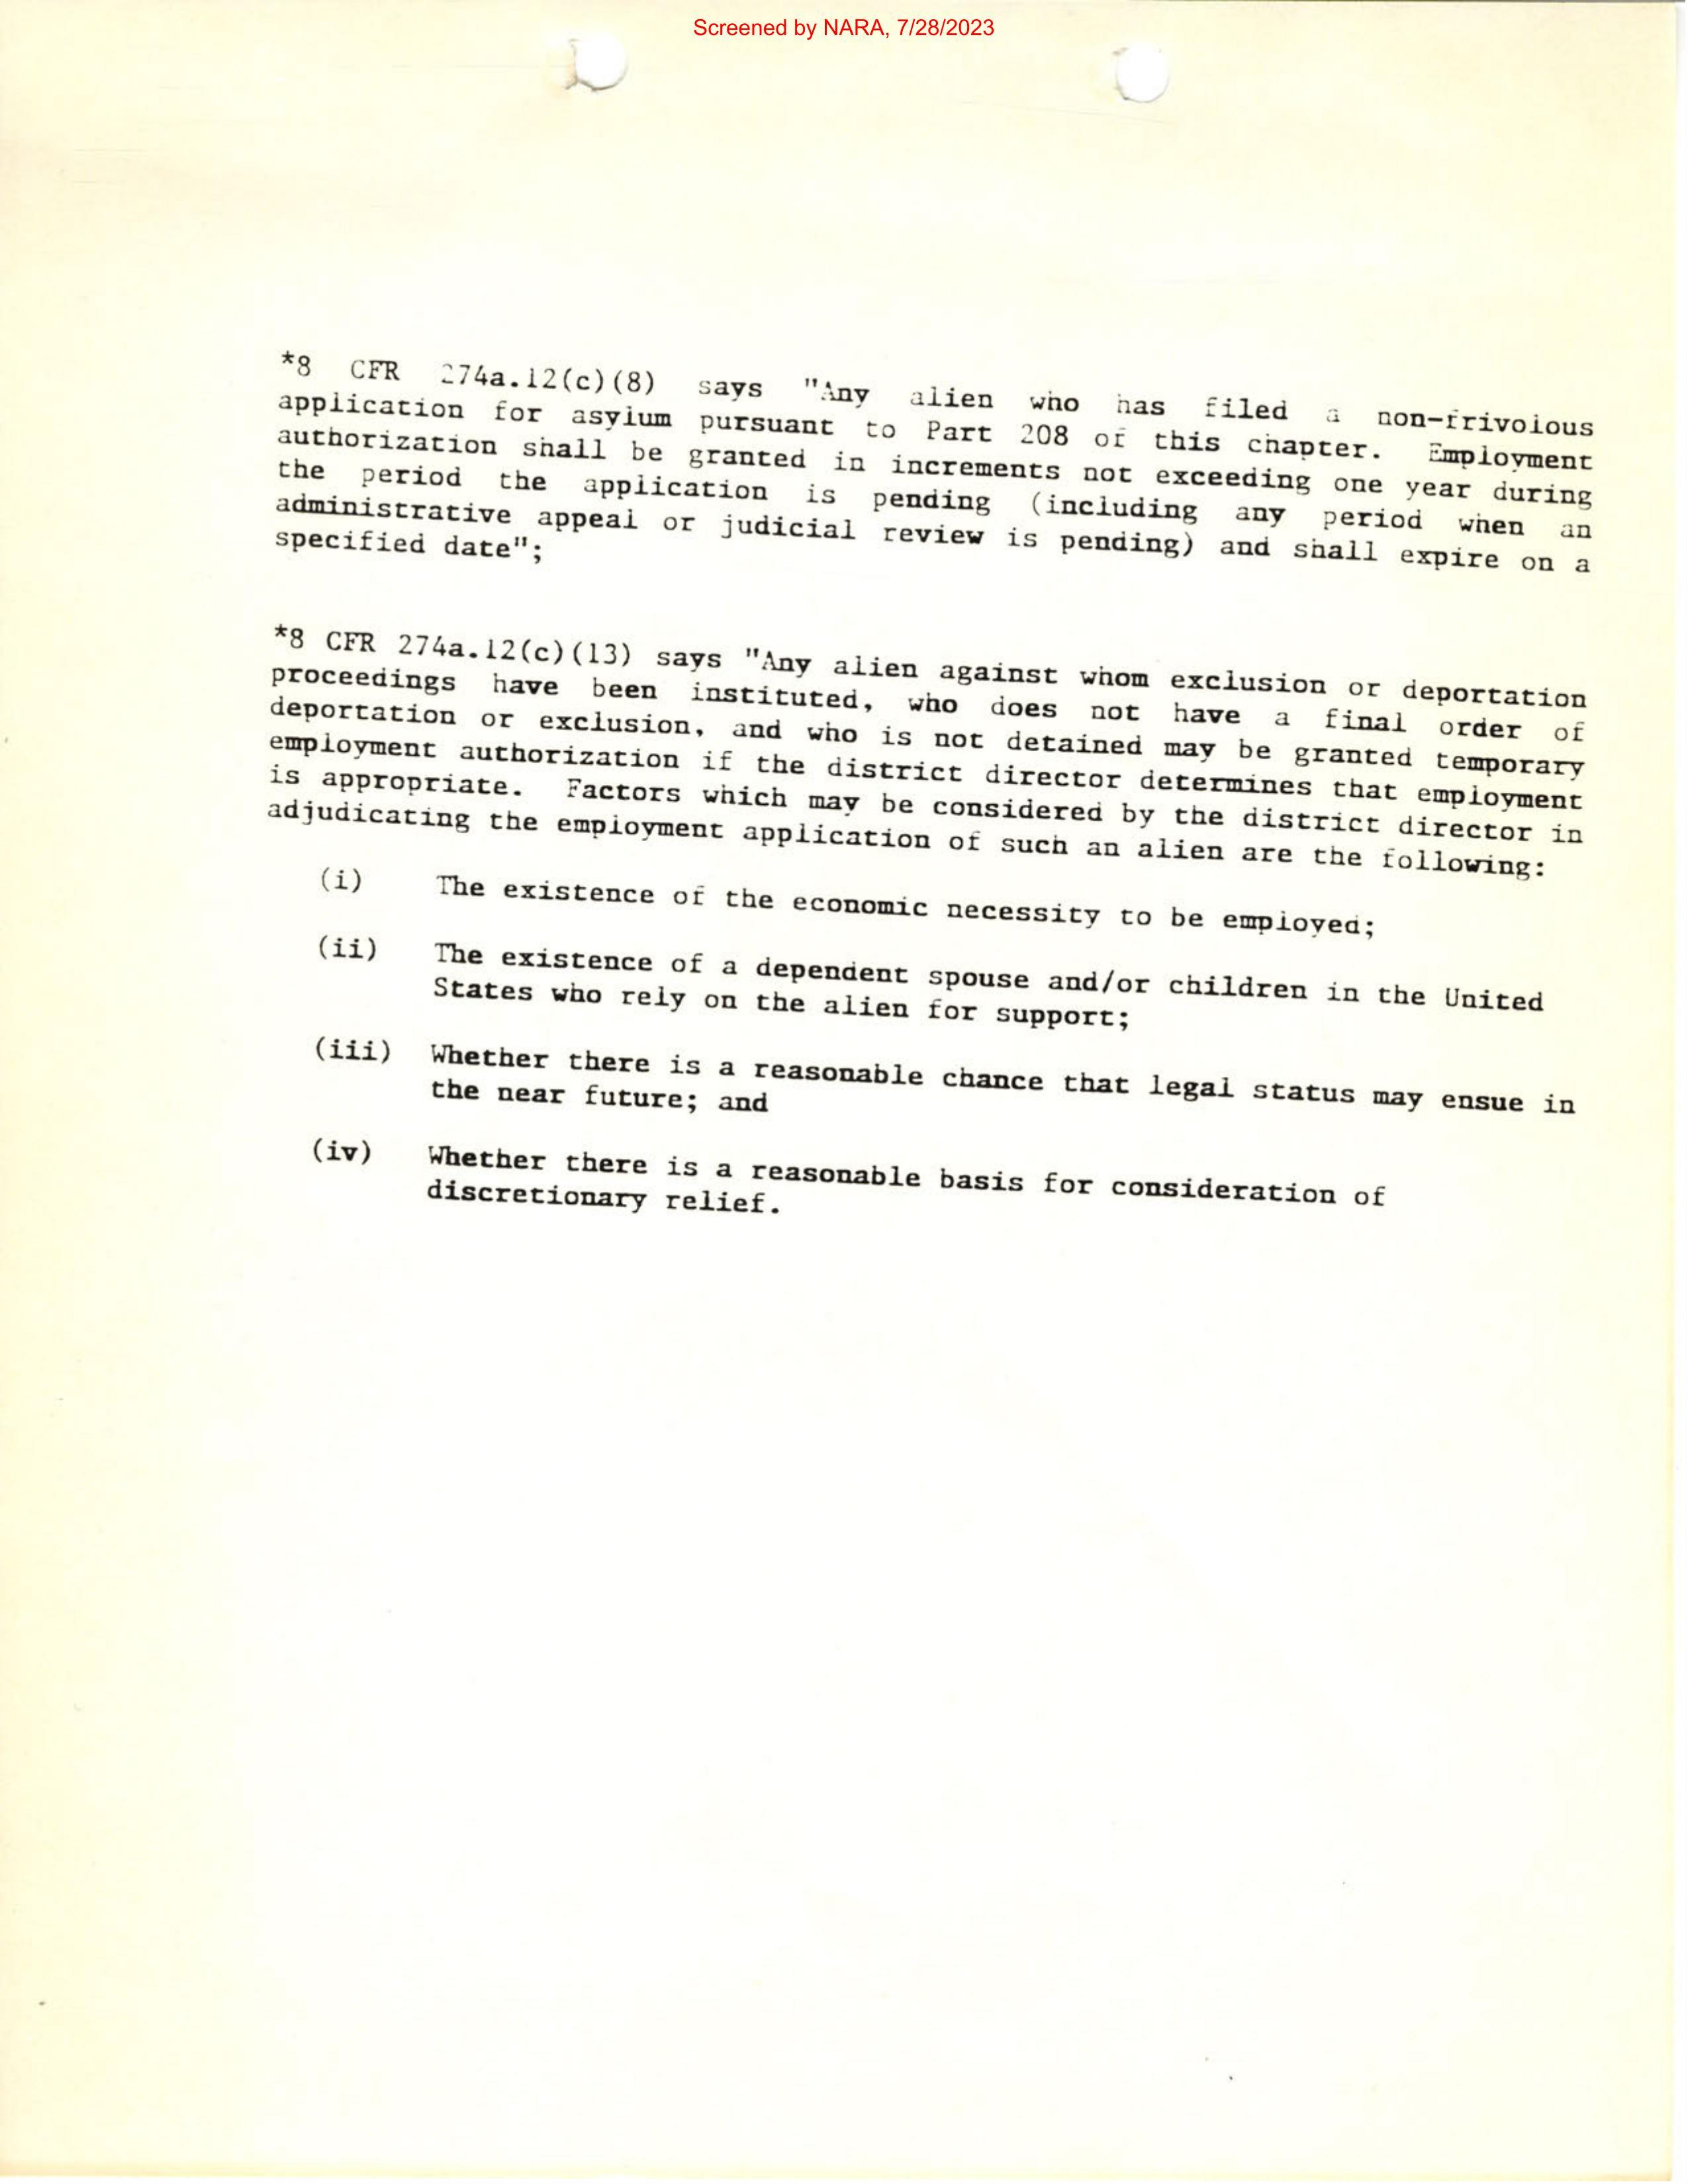 Screened by NARA, 7/28/2023
*8 CFR 274a.12(c)(8) says "Any alien who has filed a non-frivolous
application for asylum pursuant to Part 208 of this chapter. Employment
authorization shall be granted in increments not exceeding one year during
the period the application is pending (including any period when an
administrative appeal or judicial review is pending) and shall expire on a
specified date";
*8 CFR 274a.12(c)(13) says "Any alien against whom exclusion or deportation
proceedings have been instituted, who does not have a final order of
deportation or exclusion, and who is not detained may be granted temporary
employment authorization if the district director determines that employment
is appropriate. Factors which may be considered by the district director in
adjudicating the employment application of such an alien are the following:
(i) The existence of the economic necessity to be employed;
(ii) The existence of a dependent spouse and/or children in the United
States who rely on the alien for support;
(iii) Whether there is a reasonable chance that legal status may ensue in
the near future; and
(iv) Whether there is a reasonable basis for consideration of
discretionary relief.